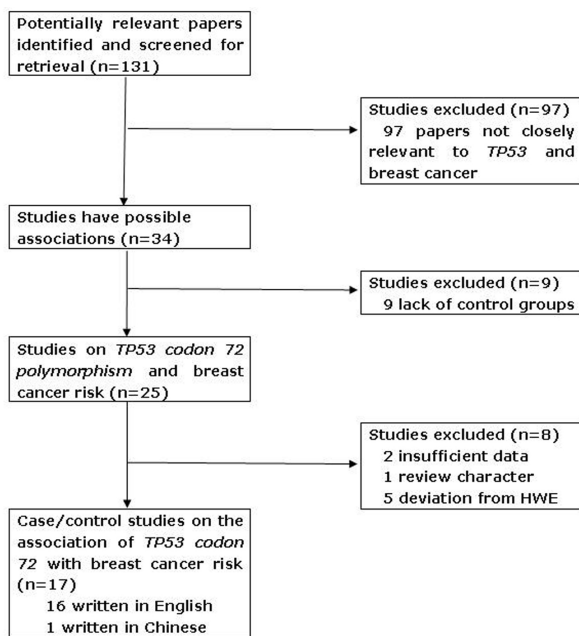 Potentially relevant papers
identified and screened for
retrieval (n=131)
Studies excluded (n=97)
97 papers not closely
relevant to TP53 and
breast cancer
Studies have possible
associations (n=34)
Studies excluded (n=9)
9 lack of control groups
Studies on TP53 codon 72
polymorphism and breast
cancer risk (n=25)
Studies excluded (n=8)
2 insufficient data
1 review character
5 deviation from HWE
Case/control studies on the
association of TP53 codon
72 with breast cancer risk
(n=17)
16 written in English
1 written in Chinese